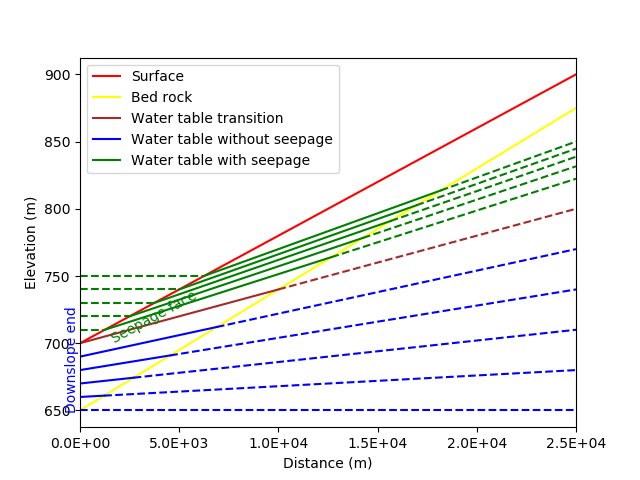 Surface
Bed rock
Water table transition
Water table without seepage
Water table with seepage
900
850
800
750
700
650
Elevation (m)
Seepage face
Downslope end
0.0E+00
5.0E+03
1.0E+04
1.5E+04
2.0E+04
2.5E+04
Distance (m)